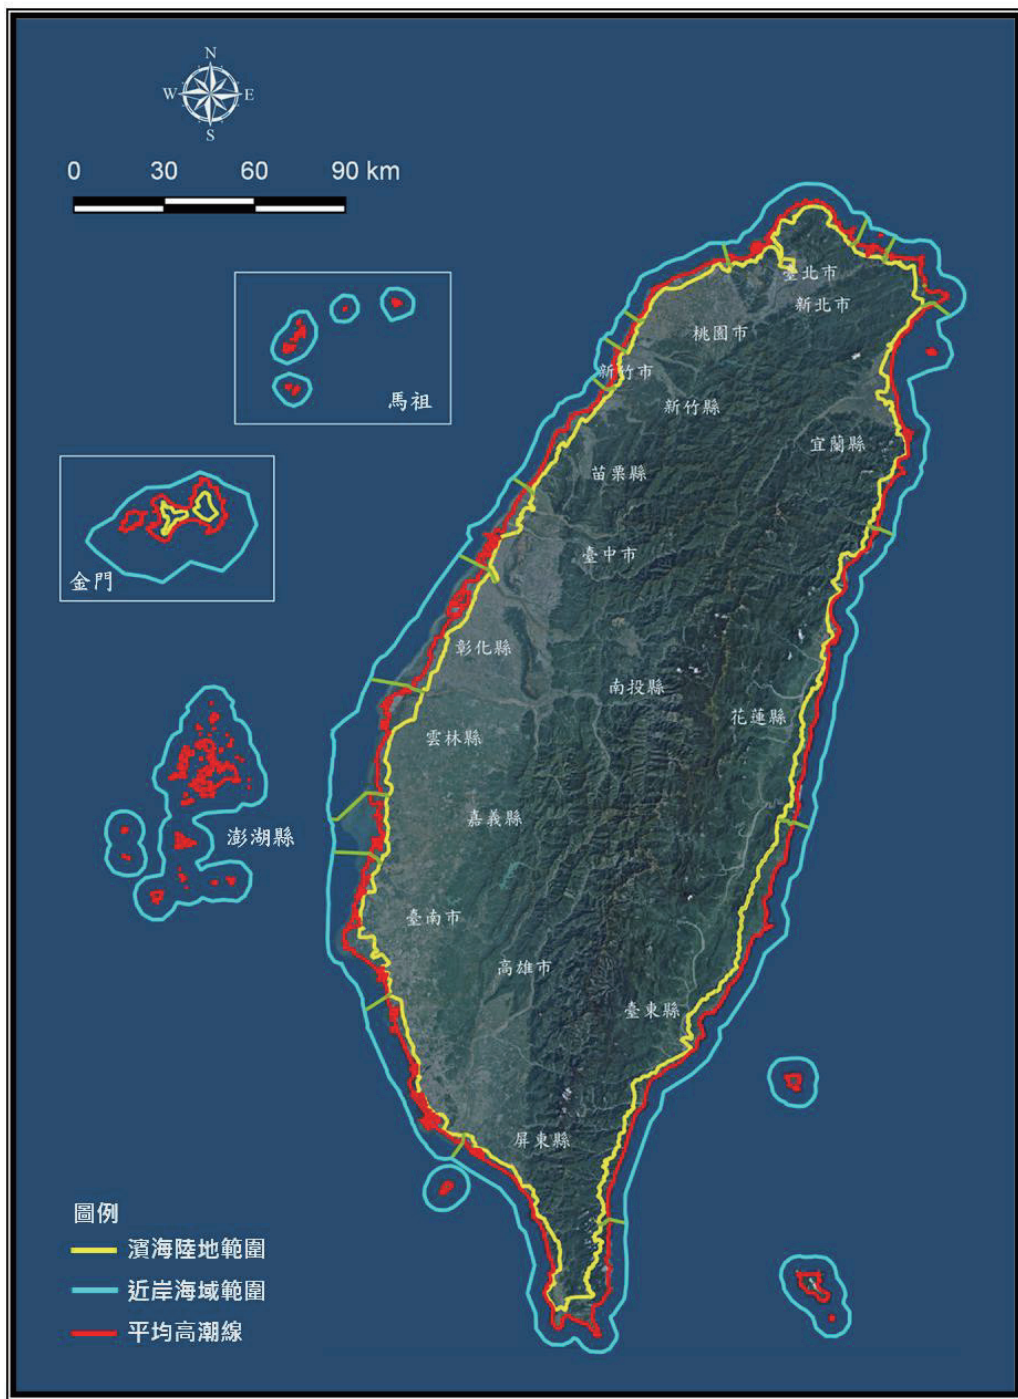 N
W E
S
0 30 60 90 km
臺北市
新北市
桃園市
馬祖
新竹市
新竹縣
宜蘭縣
苗栗縣
臺中市
金門
彰化縣
南投縣
花蓮縣
雲林縣
嘉義縣
澎湖縣
臺南市
高雄市
臺東縣
屏東縣
圖例
濱海陸地範圍
近岸海域範圍
平均高潮線